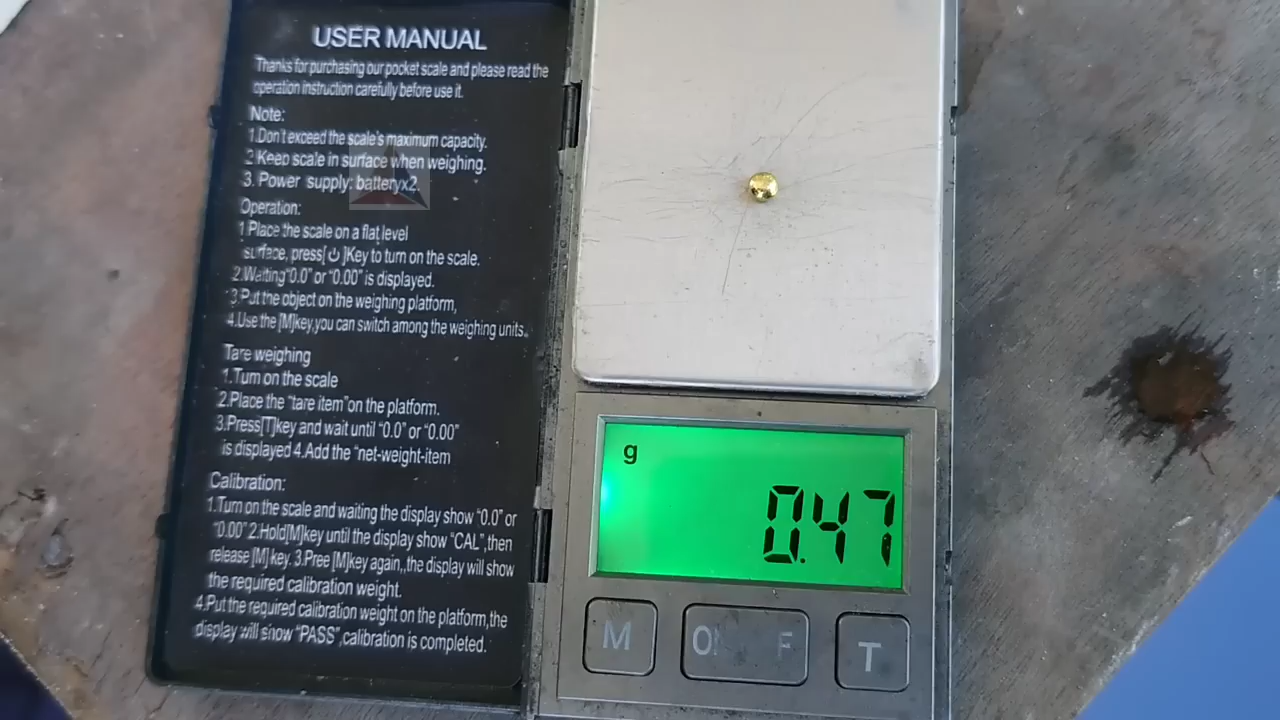 USER MANUAL
Thanks for purchasing our pocket scale and please read the
operation instruction carefully before use it.
Note:
1.Don't exceed the scale's maximum capacity.
2 Keep scale in surface when weighing.
3. Power supply: batteryx2.
Operation:
1 Place the scale on a flat level
surface, press[⏻]Key to turn on the scale.
2.Waiting"0.0" or "0.00" is displayed.
3.Put the object on the weighing platform,
4.Use the [M]key,you can switch among the weighing units.
Tare weighing
1.Turn on the scale
2.Place the "tare item"on the platform.
3.Press[T]key and wait until "0.0" or "0.00"
is displayed 4.Add the "net-weight-item
Calibration:
1.Turn on the scale and waiting the display show "0.0" or
"0.00" 2.Hold[M]key until the display show "CAL",then
release [M] key. 3.Pree [M]key again,,the display will show
the required calibration weight.
4.Put the required calibration weight on the platform,the
display will show "PASS",calibration is completed.
g
0.47
M
O F
T